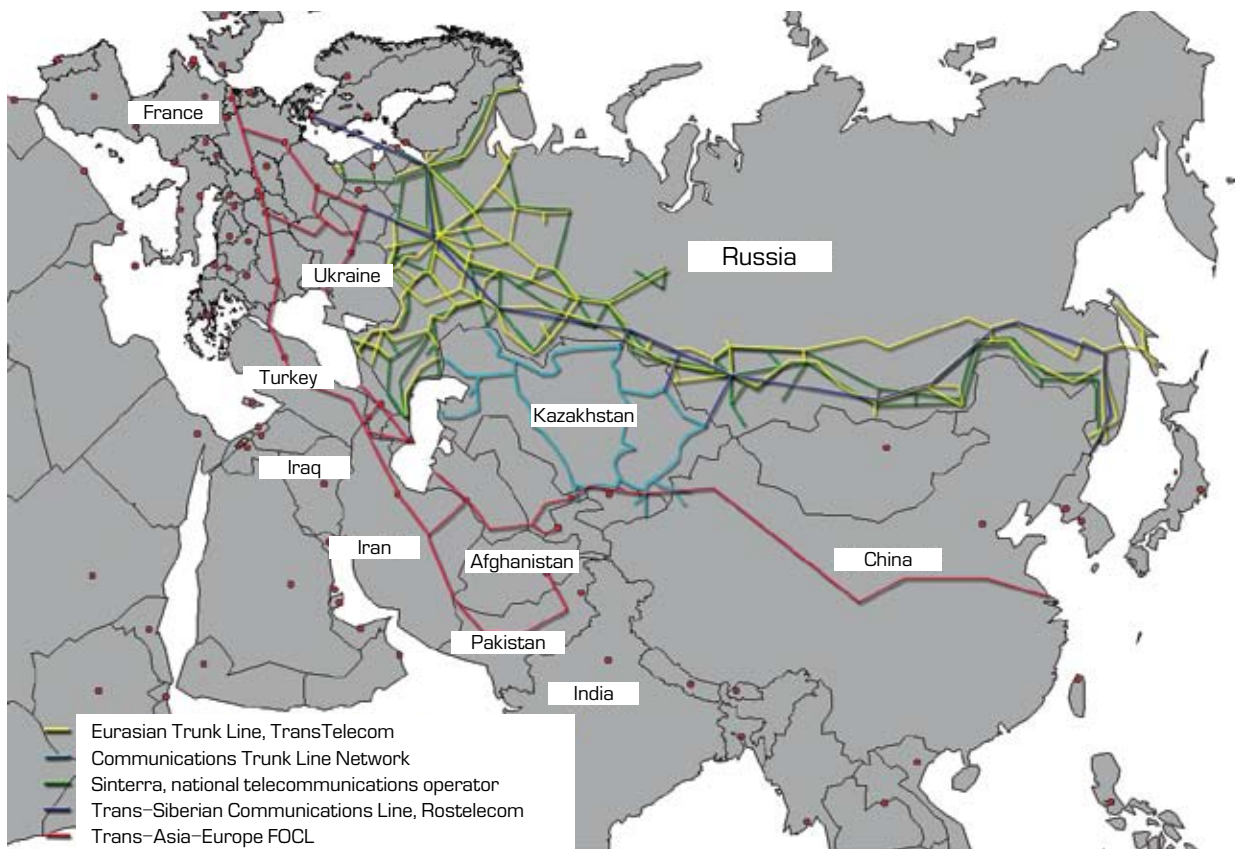 France
Russia
Ukraine
Turkey
Kazakhstan
Iraq
Iran
Afghanistan
China
Pakistan
India
Eurasian Trunk Line, TransTelecom
Communications Trunk Line Network
Sinterra, national telecommunications operator
Trans-Siberian Communications Line, Rostelecom
Trans-Asia-Europe FOCL